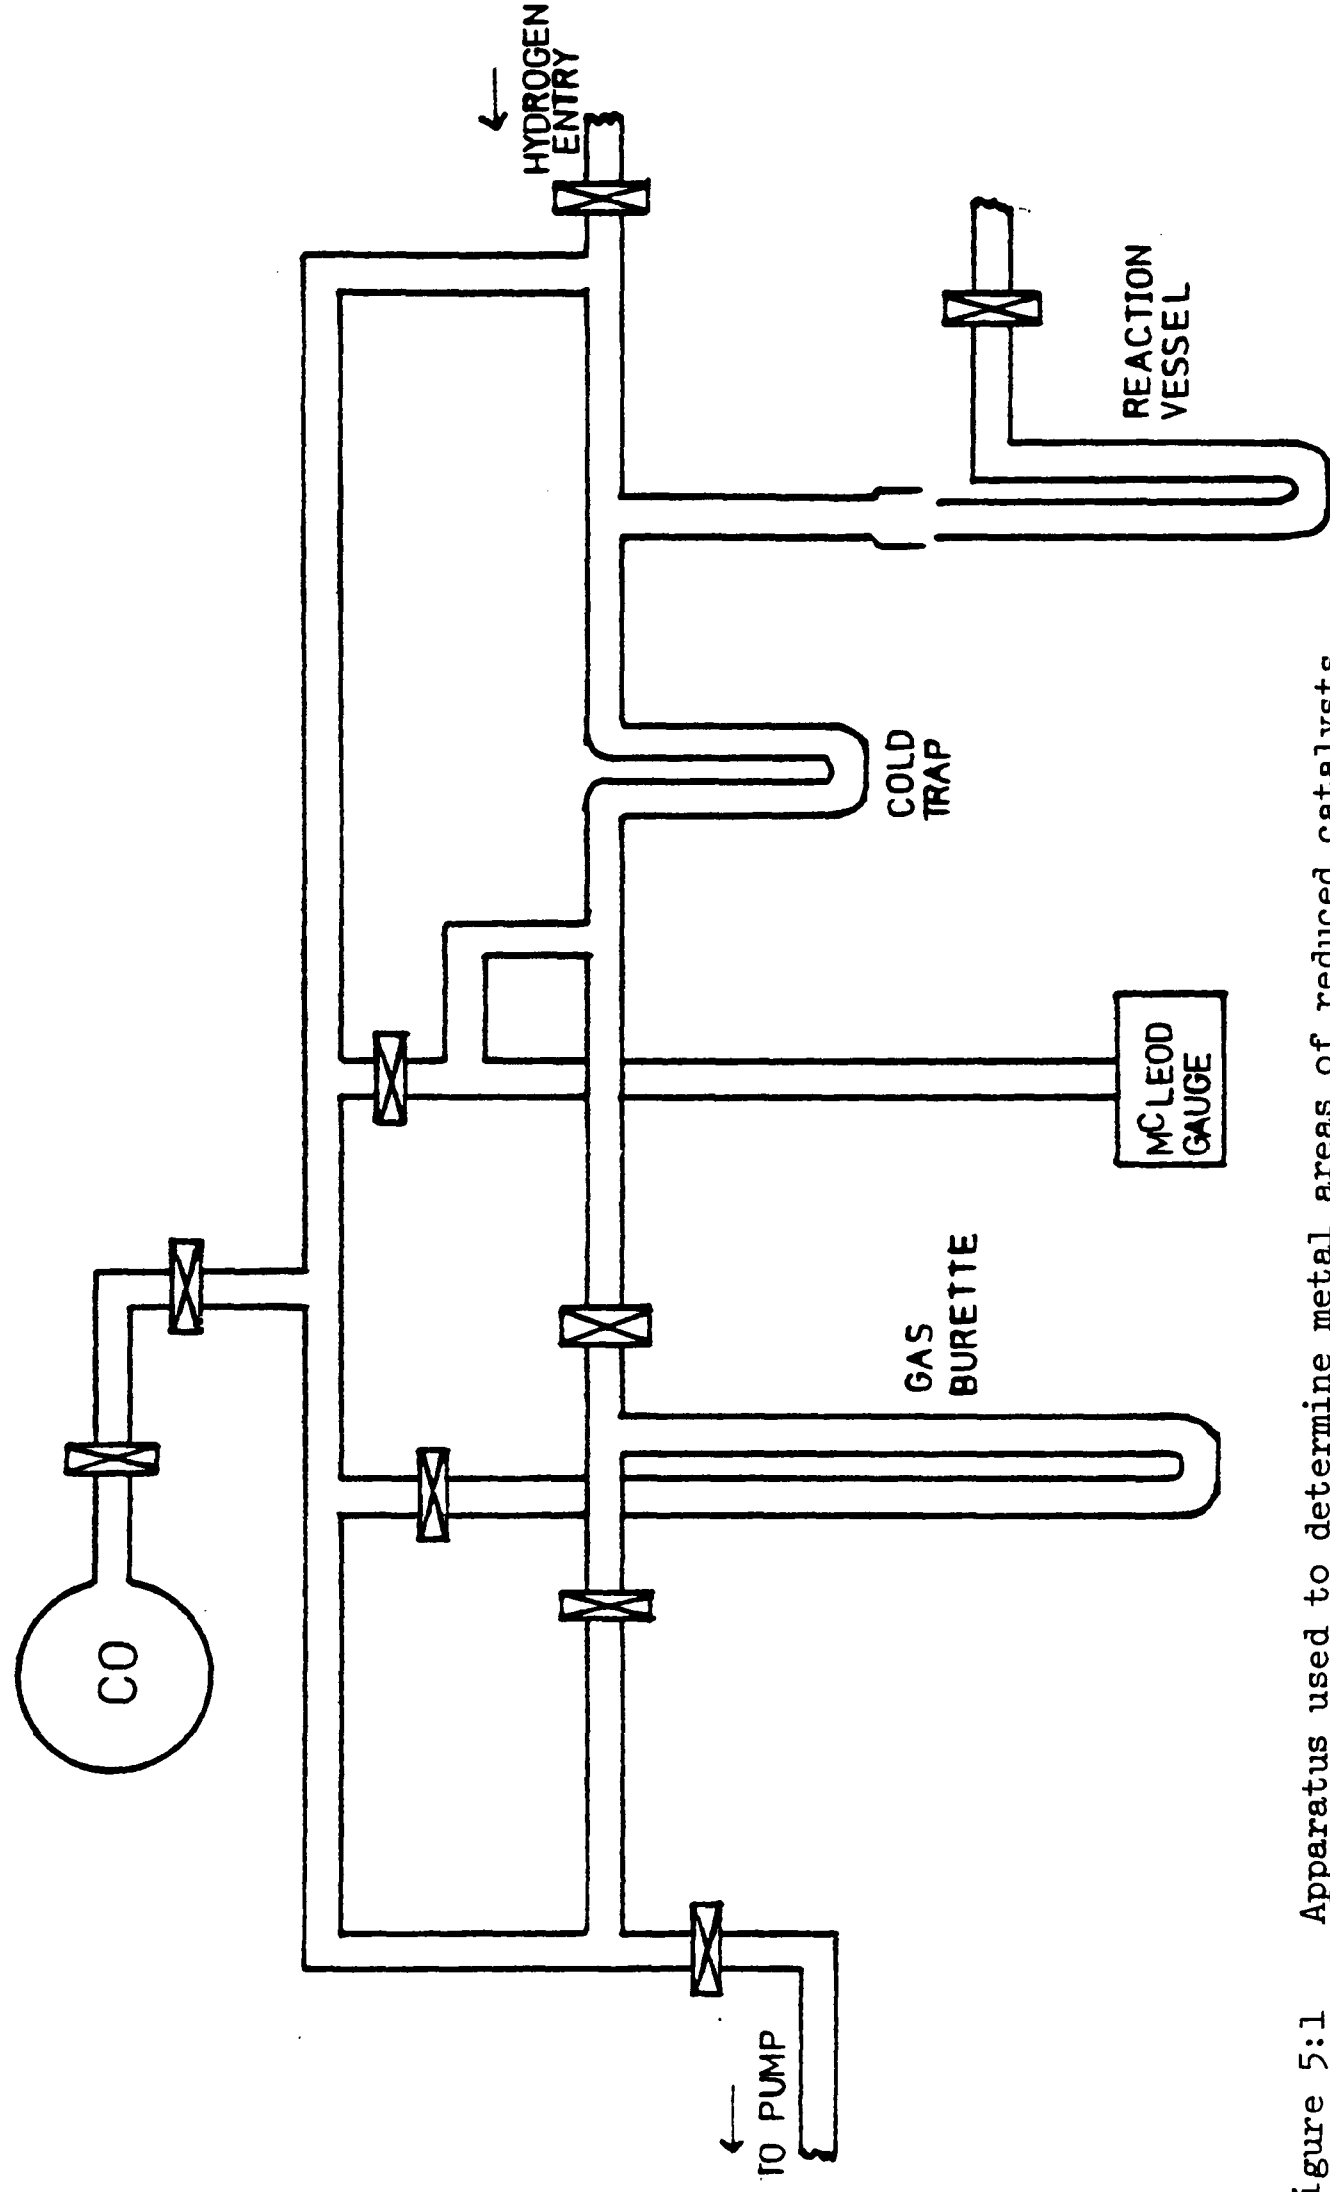 CO
HYDROGEN
ENTRY
TO PUMP
GAS
BURETTE
MCLEOD
GAUGE
COLD
TRAP
REACTION
VESSEL
igure 5:1 Apparatus used to determine metal areas of reduced catalysts